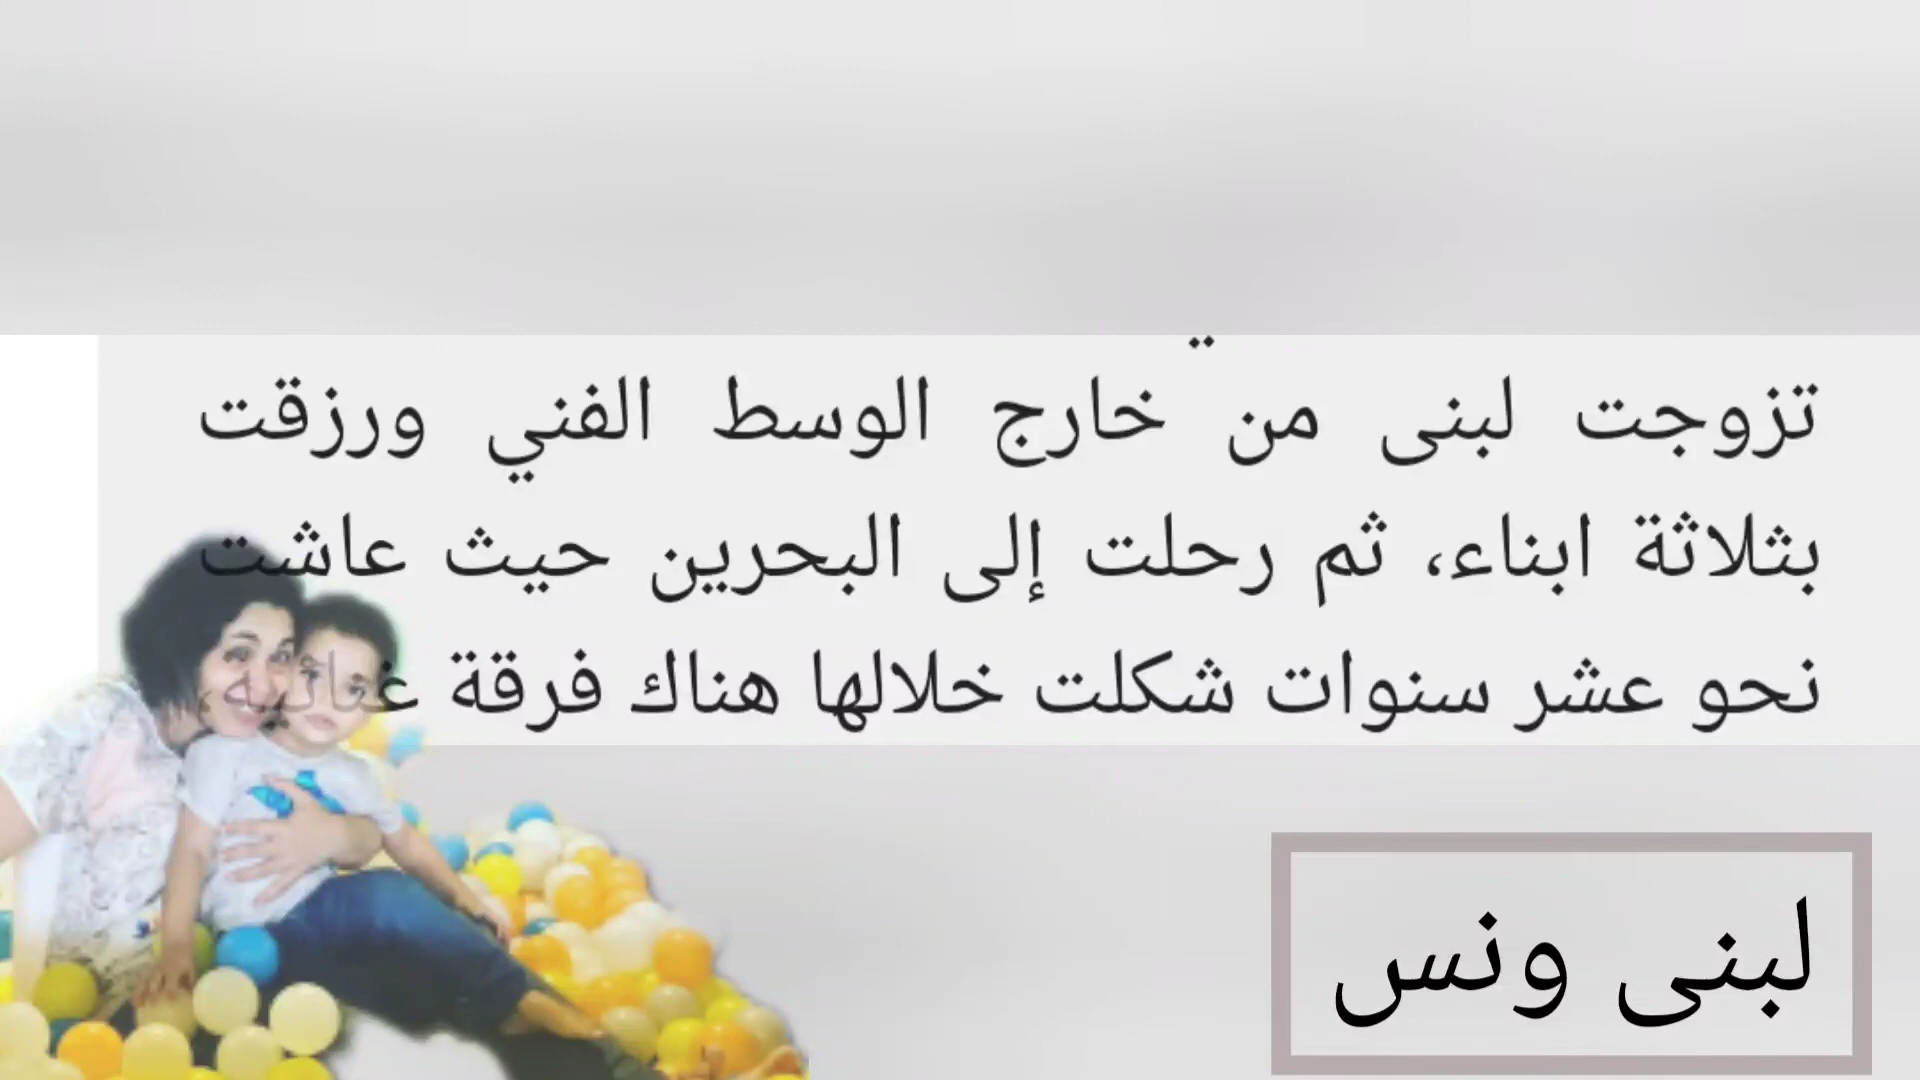 تزوجت لبنى من خارج الوسط الفني ورزقت
بثلاثة ابناء، ثم رحلت إلى البحرين حيث عاشت
نحو عشر سنوات شكلت خلالها هناك فرقة غنائية
لبنى ونس